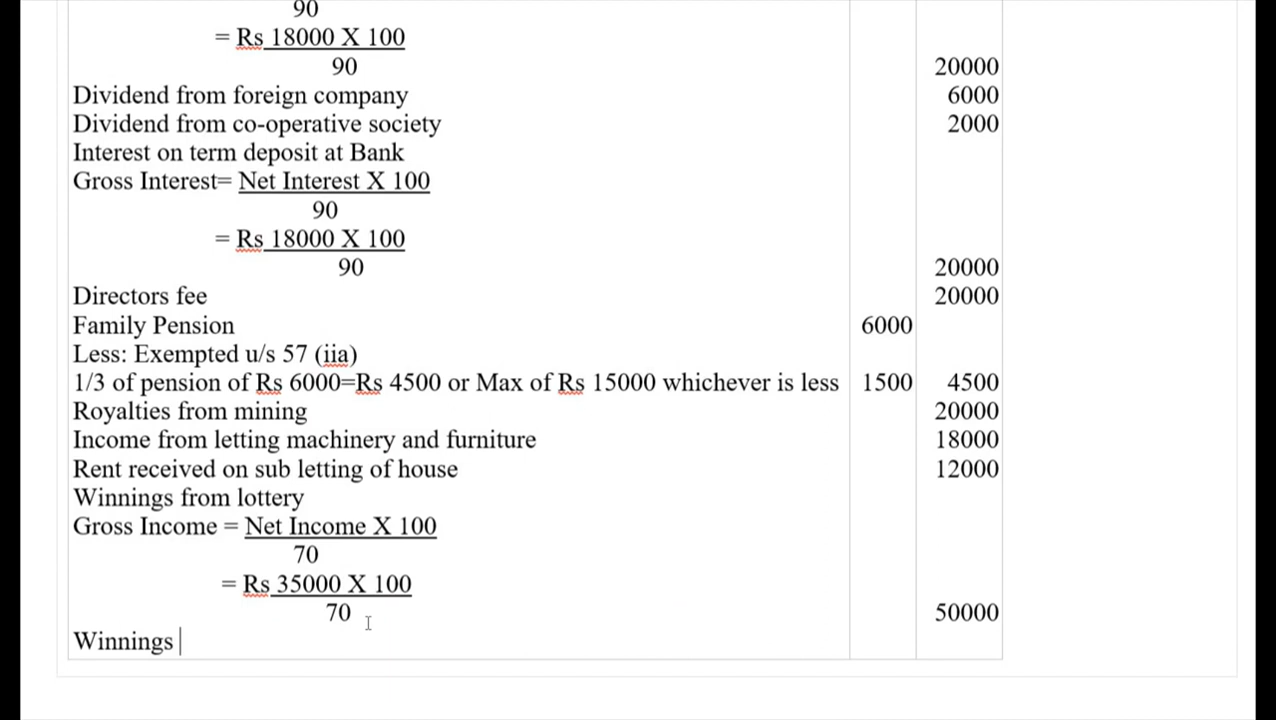 90
= Rs 18000 X 100
90 20000
Dividend from foreign company 6000
Dividend from co-operative society 2000
Interest on term deposit at Bank
Gross Interest= Net Interest X 100
90
= Rs 18000 X 100
90 20000
Directors fee 20000
Family Pension 6000
Less: Exempted u/s 57 (iia)
1/3 of pension of Rs 6000=Rs 4500 or Max of Rs 15000 whichever is less 1500 4500
Royalties from mining 20000
Income from letting machinery and furniture 18000
Rent received on sub letting of house 12000
Winnings from lottery
Gross Income = Net Income X 100
70
= Rs 35000 X 100
70 50000
Winnings